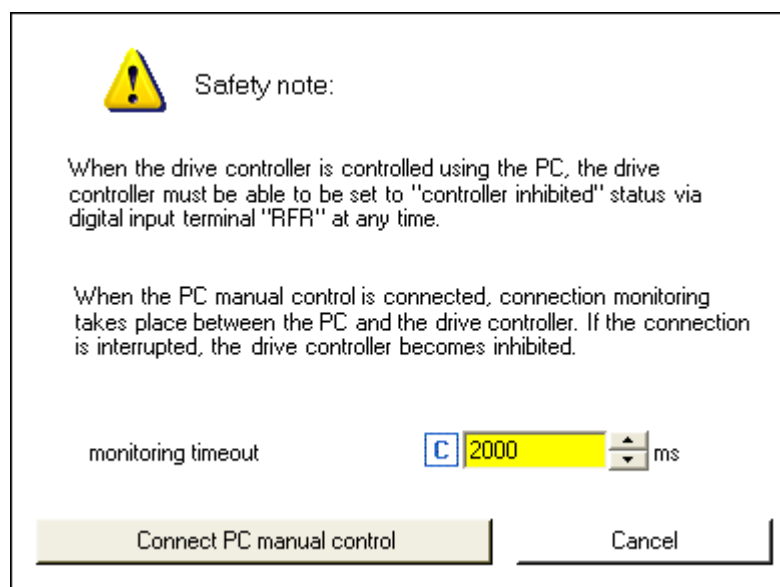 Safety note:
When the drive controller is controlled using the PC, the drive
controller must be able to be set to "controller inhibited" status via
digital input terminal "RFR" at any time.
When the PC manual control is connected, connection monitoring
takes place between the PC and the drive controller. If the connection
is interrupted, the drive controller becomes inhibited.
monitoring timeout C 2000 ms
Connect PC manual control Cancel